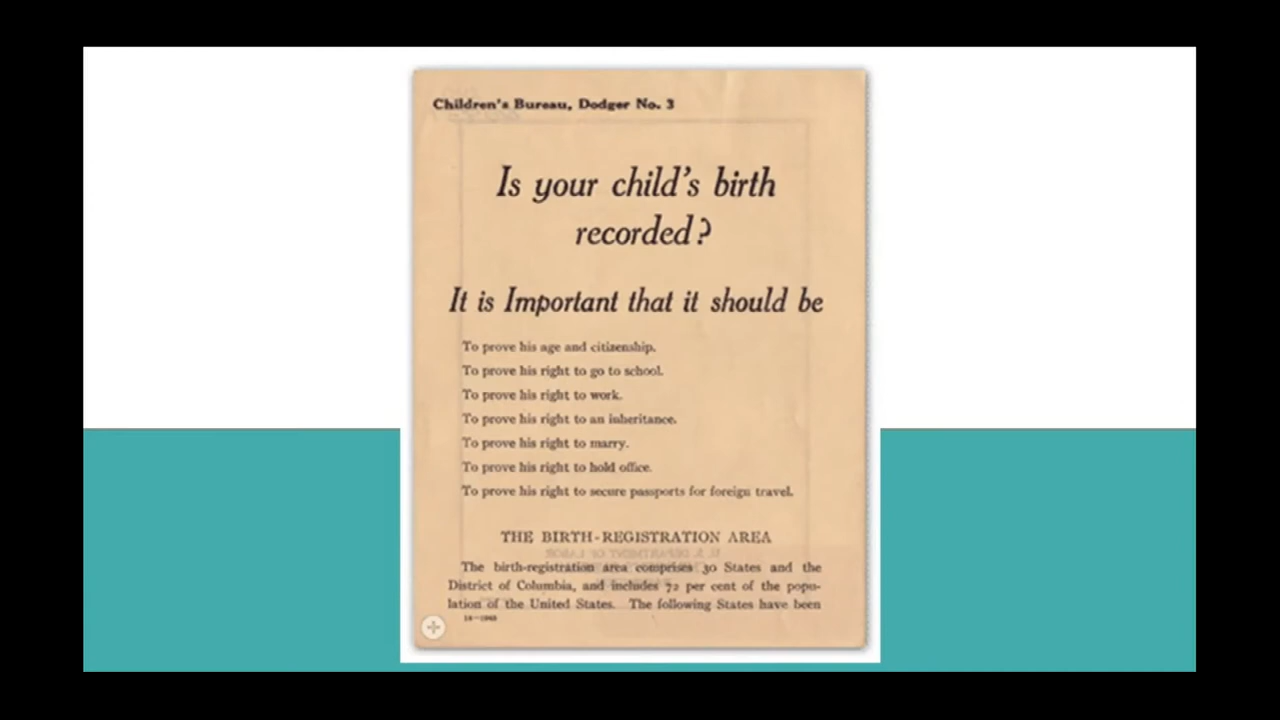 Children's Bureau, Dodger No. 3
Is your child's birth
recorded?
It is Important that it should be
To prove his age and citizenship.
To prove his right to go to school.
To prove his right to work.
To prove his right to an inheritance.
To prove his right to marry.
To prove his right to hold office.
To prove his right to secure passports for foreign travel.
THE BIRTH-REGISTRATION AREA
The birth-registration area comprises 30 States and the
District of Columbia, and includes 72 per cent of the popu-
lation of the United States. The following States have been